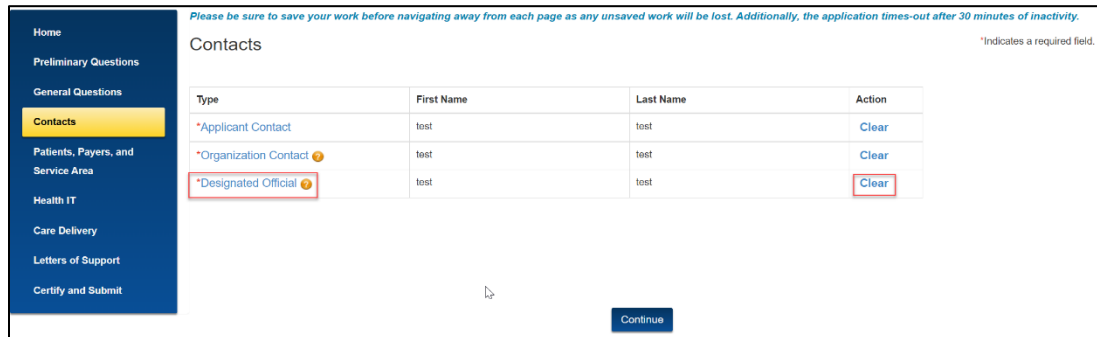 Please be sure to save your work before navigating away from each page as any unsaved work will be lost. Additionally, the application times-out after 30 minutes of inactivity.
Home
Preliminary Questions
General Questions
Contacts
Patients, Payers, and
Service Area
Health IT
Care Delivery
Letters of Support
Certify and Submit
Contacts
*Indicates a required field.
Type First Name Last Name Action
*Applicant Contact test test Clear
*Organization Contact ? test test Clear
*Designated Official ? test test Clear
Continue